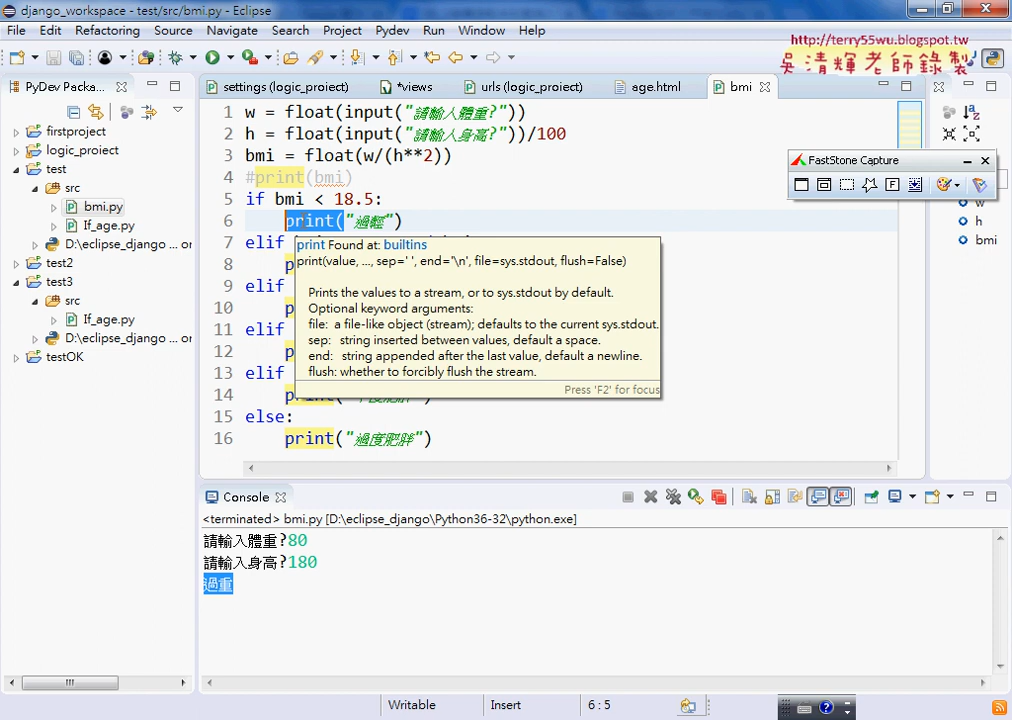 django_workspace - test/src/bmi.py - Eclipse
File Edit Refactoring Source Navigate Search Project Pydev Run Window Help
http://terry55wu.blogspot.tw
吳清輝老師錄製
PyDev Packa...
settings (logic_proiect) *views urls (logic_proiect) age.html bmi
firstproject
logic_proiect
test
src
bmi.py
If_age.py
D:\eclipse_django ... or
test2
test3
src
If_age.py
D:\eclipse_django ... or
testOK
1 w = float(input("請輸入體重?"))
2 h = float(input("請輸入身高?"))/100
3 bmi = float(w/(h**2))
4 #print(bmi)
5 if bmi < 18.5:
6 print("過輕")
7 elif
8 p
9 elif
10 p
11 elif
12 p
13 elif
14
15 else:
16 print("過度肥胖")
print Found at: builtins
print(value, ..., sep=' ', end='\n', file=sys.stdout, flush=False)
Prints the values to a stream, or to sys.stdout by default.
Optional keyword arguments:
file: a file-like object (stream); defaults to the current sys.stdout.
sep: string inserted between values, default a space.
end: string appended after the last value, default a newline.
flush: whether to forcibly flush the stream.
Press 'F2' for focus
FastStone Capture
w
h
bmi
Console
<terminated> bmi.py [D:\eclipse_django\Python36-32\python.exe]
請輸入體重?80
請輸入身高?180
過重
Writable Insert 6 : 5